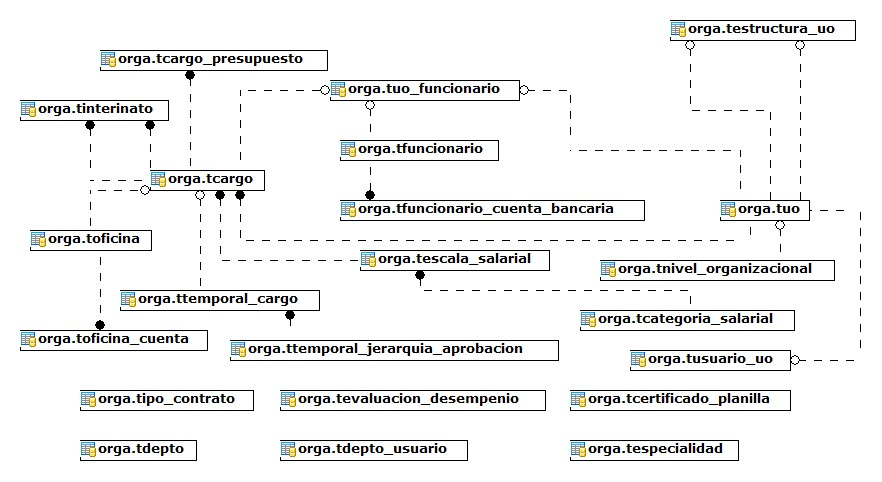 orga.testructura_uo
orga.tcargo_presupuesto
orga.tuo_funcionario
orga.tinterinato
orga.tfuncionario
orga.tcargo
orga.tfuncionario_cuenta_bancaria
orga.tuo
orga.toficina
orga.tescala_salarial
orga.tnivel_organizacional
orga.ttemporal_cargo
orga.tcategoria_salarial
orga.toficina_cuenta
orga.ttemporal_jerarquia_aprobacion
orga.tusuario_uo
orga.tipo_contrato
orga.tevaluacion_desempenio
orga.tcertificado_planilla
orga.tdepto
orga.tdepto_usuario
orga.tespecialidad